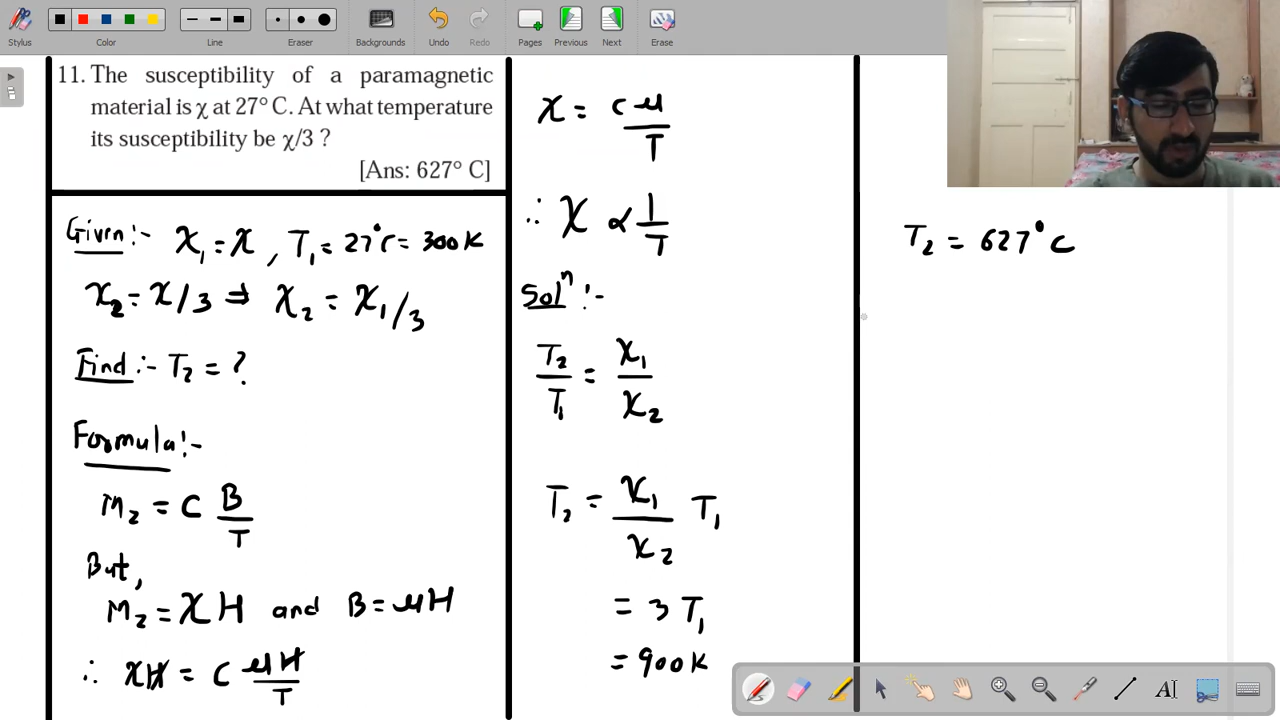 Stylus
Color
Line
Eraser
Backgrounds
Undo
Redo
Pages
Previous
Next
Erase
11. The susceptibility of a paramagnetic
material is χ at 27° C. At what temperature
its susceptibility be χ/3 ?
[Ans: 627° C]
Given:- χ₁ = χ , T₁ = 27°C = 300K
χ₂ = χ/3 ⇒ χ₂ = χ₁/3
Find:- T₂ = ?
Formula:-
M_z = C B/T
But,
M_z = χH and B = μH
∴ χH = C μH/T
χ = Cμ/T
∴ χ ∝ 1/T
Solⁿ:-
T₂/T₁ = χ₁/χ₂
T₂ = χ₁/χ₂ T₁
= 3 T₁
= 900K
T₂ = 627°C
A